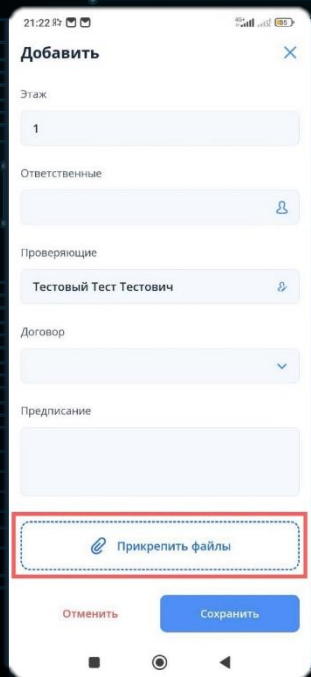 21:22
Добавить
Этаж
1
Ответственные
Проверяющие
Тестовый Тест Тестович
Договор
Предписание
Прикрепить файлы
Отменить
Сохранить